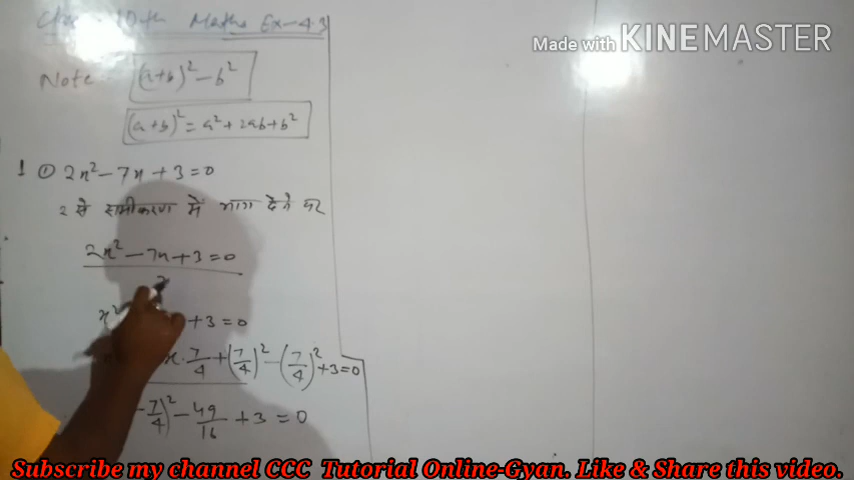 Class - 10th Maths Ex-4.3
Made with KINEMASTER
Note (a+b)² - b²
(a+b)² = a² + 2ab + b²
1 ① 2x² - 7x + 3 = 0
2 से समीकरण में भाग देने पर
2x² - 7x + 3 = 0
2
x² + 3 = 0
x · 7/4 + (7/4)² - (7/4)² + 3 = 0
- 7/4)² - 49/16 + 3 = 0
Subscribe my channel CCC Tutorial Online-Gyan. Like & Share this video.